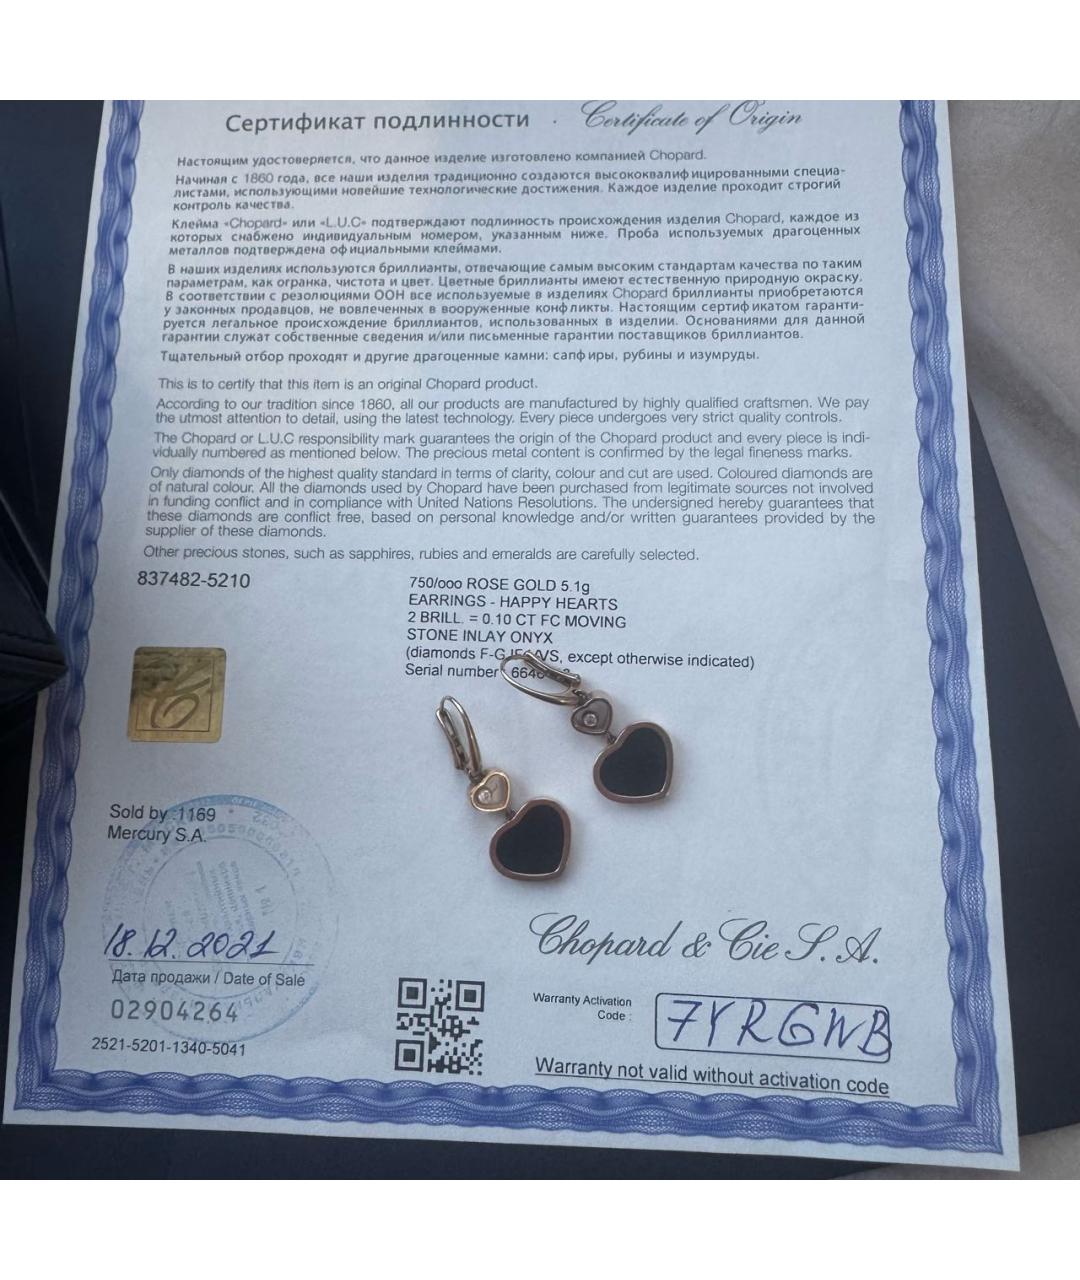 Сертификат подлинности · Certificate of Origin
Настоящим удостоверяется, что данное изделие изготовлено компанией Chopard.
Начиная с 1860 года, все наши изделия традиционно создаются высококвалифицированными специа-
листами, использующими новейшие технологические достижения. Каждое изделие проходит строгий
контроль качества.
Клейма «Chopard» или «L.U.C» подтверждают подлинность происхождения изделия Chopard, каждое из
которых снабжено индивидуальным номером, указанным ниже. Проба используемых драгоценных
металлов подтверждена официальными клеймами.
В наших изделиях используются бриллианты, отвечающие самым высоким стандартам качества по таким
параметрам, как огранка, чистота и цвет. Цветные бриллианты имеют естественную природную окраску.
В соответствии с резолюциями ООН все используемые в изделиях Chopard бриллианты приобретаются
у законных продавцов, не вовлеченных в вооруженные конфликты. Настоящим сертификатом гаранти-
руется легальное происхождение бриллиантов, использованных в изделии. Основаниями для данной
гарантии служат собственные сведения и/или письменные гарантии поставщиков бриллиантов.
Тщательный отбор проходят и другие драгоценные камни: сапфиры, рубины и изумруды.
This is to certify that this item is an original Chopard product.
According to our tradition since 1860, all our products are manufactured by highly qualified craftsmen. We pay
the utmost attention to detail, using the latest technology. Every piece undergoes very strict quality controls.
The Chopard or L.U.C responsibility mark guarantees the origin of the Chopard product and every piece is indi-
vidually numbered as mentioned below. The precious metal content is confirmed by the legal fineness marks.
Only diamonds of the highest quality standard in terms of clarity, colour and cut are used. Coloured diamonds are
of natural colour. All the diamonds used by Chopard have been purchased from legitimate sources not involved
in funding conflict and in compliance with United Nations Resolutions. The undersigned hereby guarantees that
these diamonds are conflict free, based on personal knowledge and/or written guarantees provided by the
supplier of these diamonds.
Other precious stones, such as sapphires, rubies and emeralds are carefully selected.
837482-5210
750/ooo ROSE GOLD 5.1g
EARRINGS - HAPPY HEARTS
2 BRILL. = 0.10 CT FC MOVING
STONE INLAY ONYX
(diamonds F-G except otherwise indicated)
Serial number
Sold by :1169
Mercury S.A.
18.12.2021
Дата продажи / Date of Sale
02904264
2521-5201-1340-5041
Chopard & Cie S.A.
Warranty Activation
Code :
7YRGWB
Warranty not valid without activation code